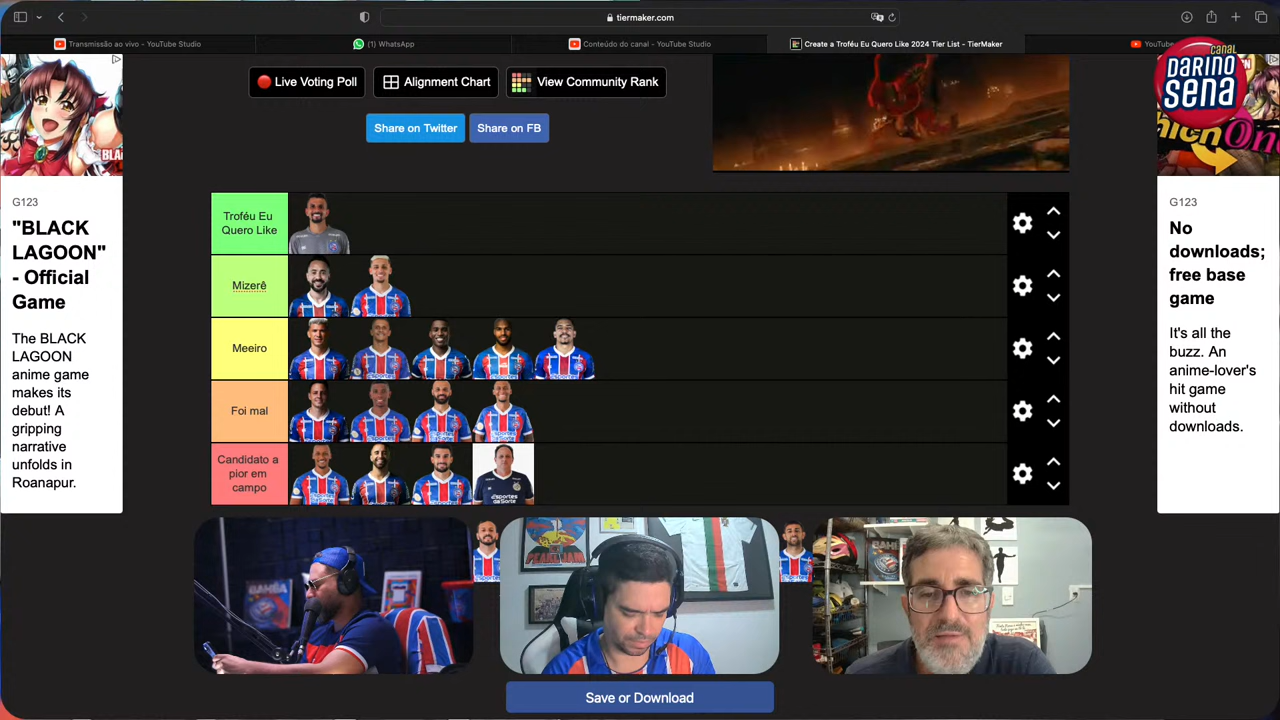 tiermaker.com
Transmissão ao vivo - YouTube Studio
(1) WhatsApp
Conteúdo do canal - YouTube Studio
Create a Troféu Eu Quero Like 2024 Tier List - TierMaker
YouTube
CANAL
DARINO
SENA
Live Voting Poll
Alignment Chart
View Community Rank
Share on Twitter
Share on FB
G123
"BLACK
LAGOON"
- Official
Game
The BLACK
LAGOON
anime game
makes its
debut! A
gripping
narrative
unfolds in
Roanapur.
Troféu Eu
Quero Like
Mizerê
Meeiro
Foi mal
Candidato a
pior em
campo
G123
No
downloads;
free base
game
It's all the
buzz. An
anime-lover's
hit game
without
downloads.
PEARL JAM
BAHÊA
Save or Download